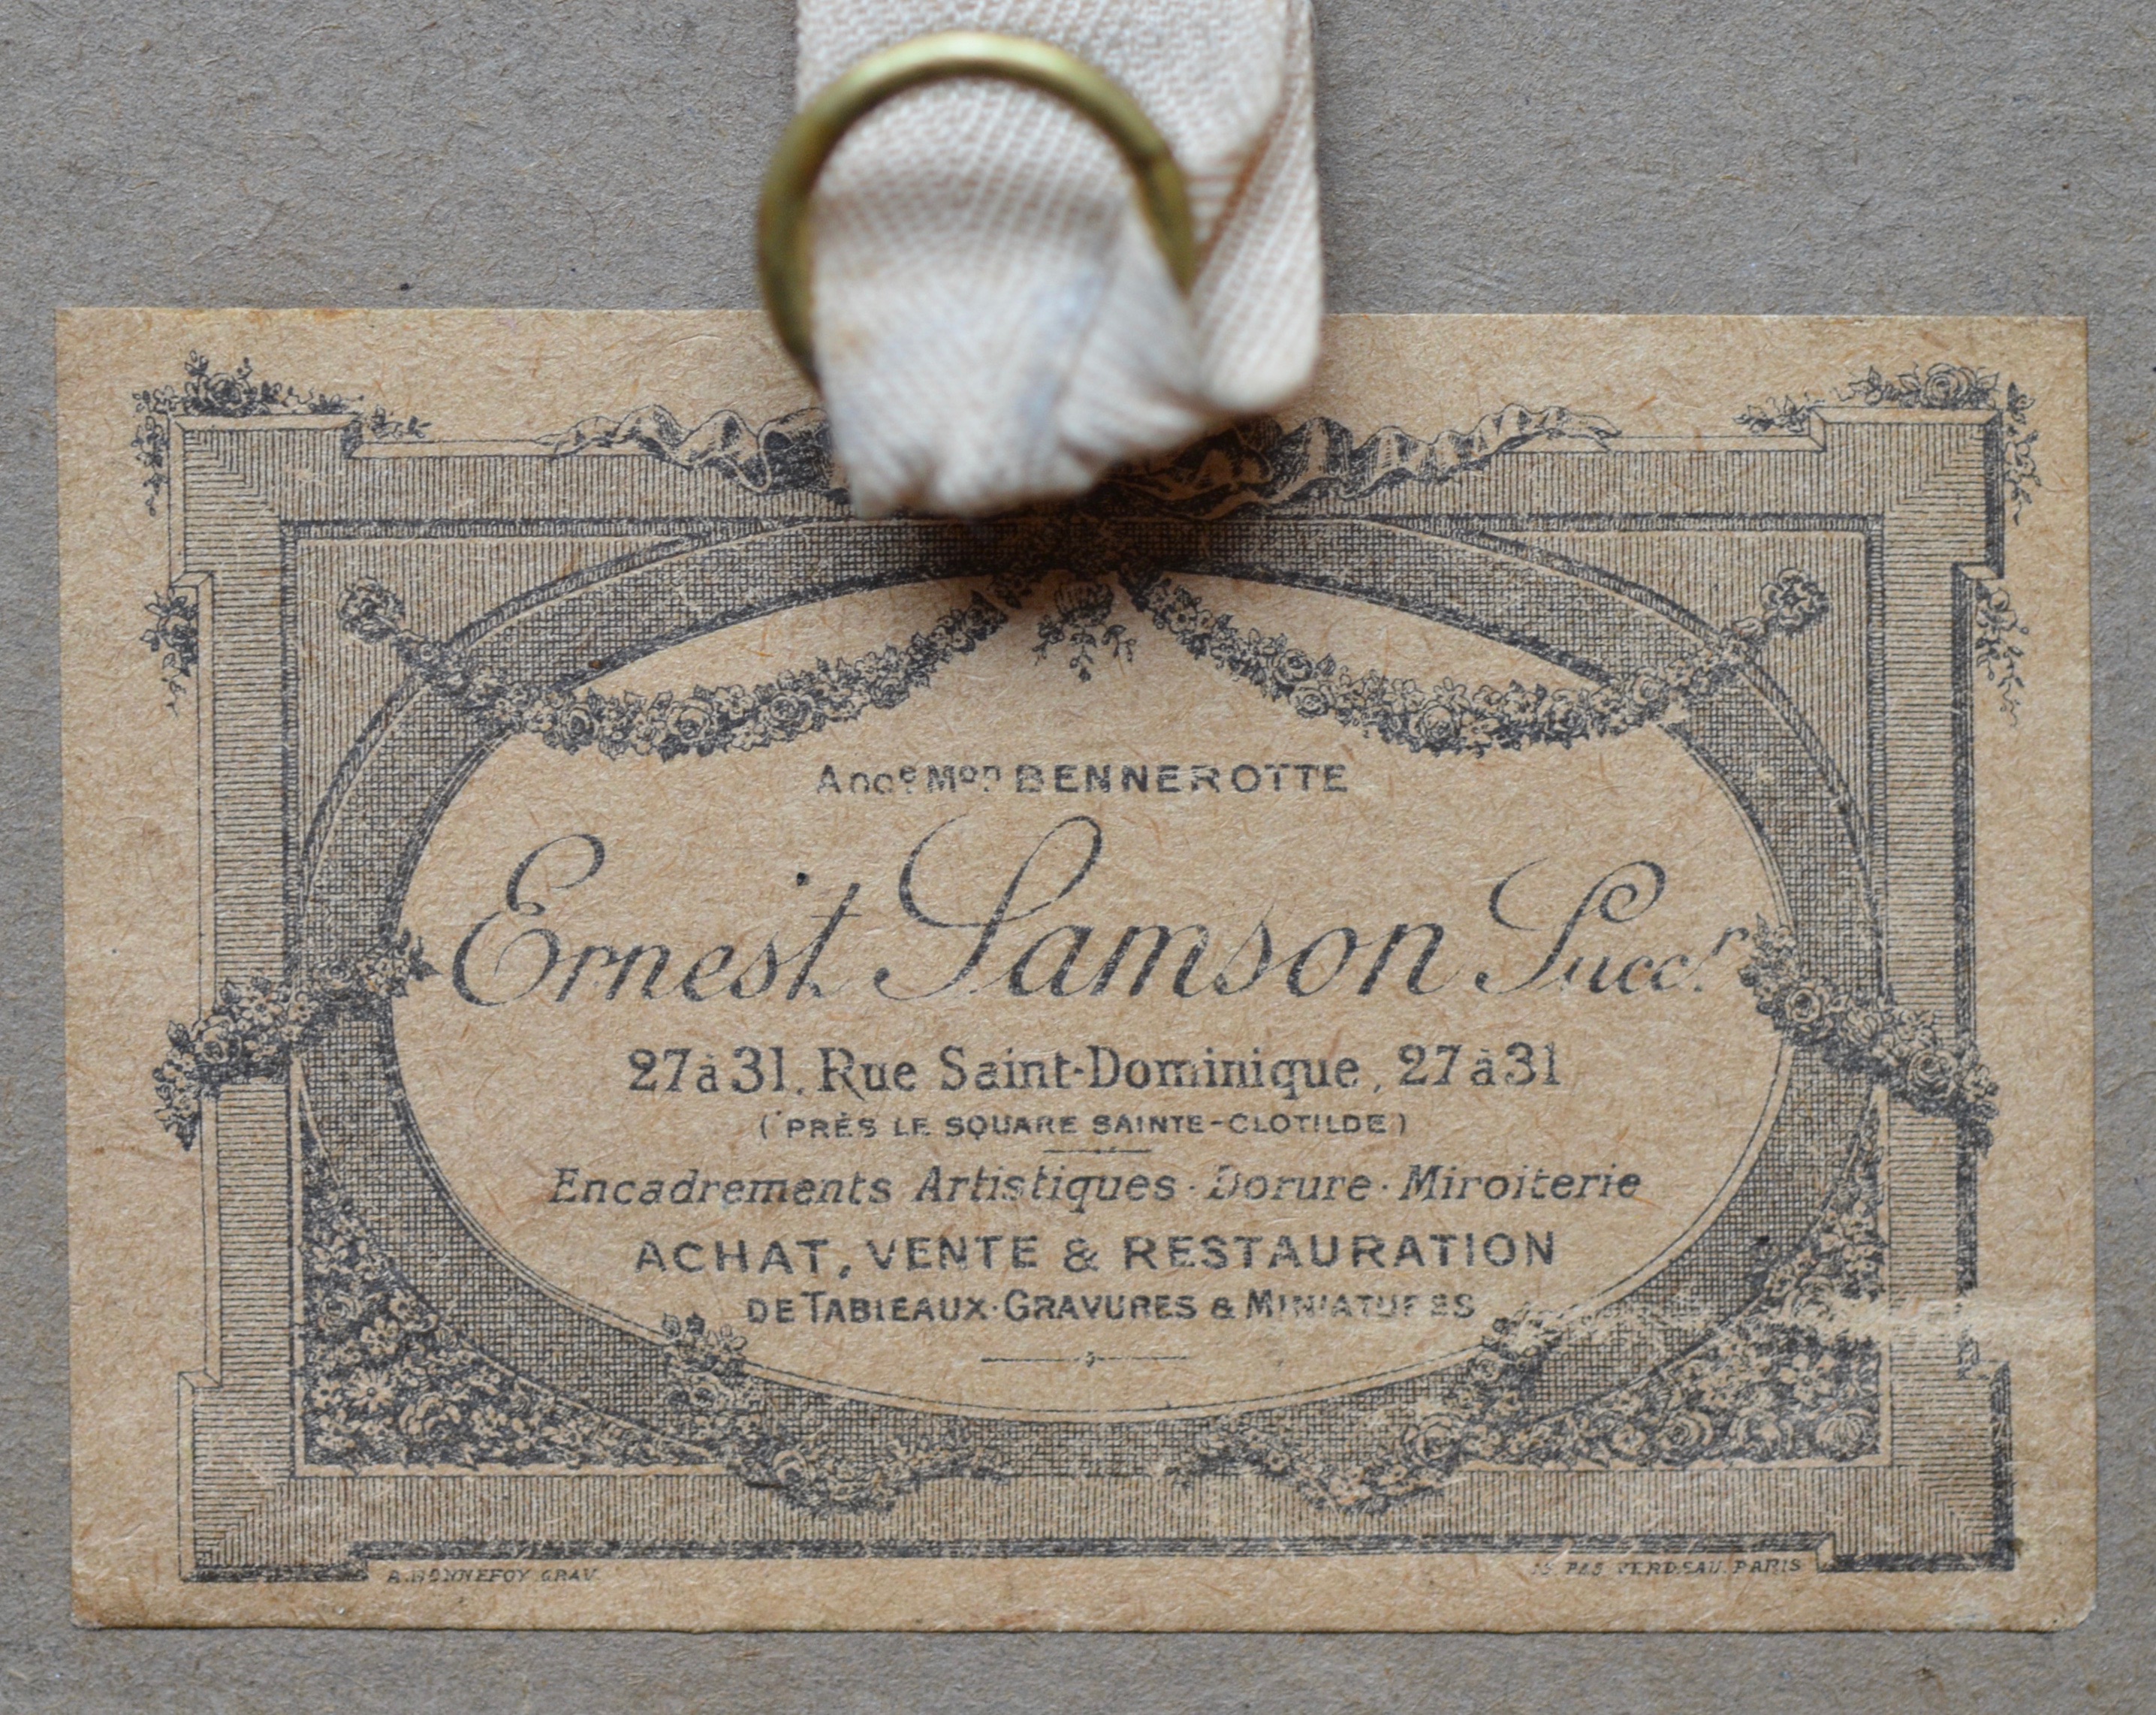 Ancⁿᵉ Mᵒⁿ BENNEROTTE
Ernest Samson Succʳ
27 à 31, Rue Saint-Dominique, 27 à 31
(PRÈS LE SQUARE SAINTE-CLOTILDE)
Encadrements Artistiques · Dorure · Miroiterie
ACHAT, VENTE & RESTAURATION
DE TABLEAUX · GRAVURES & MINIATURES
A. BONNEFOY GRAV. PAS. VERDEAU. PARIS